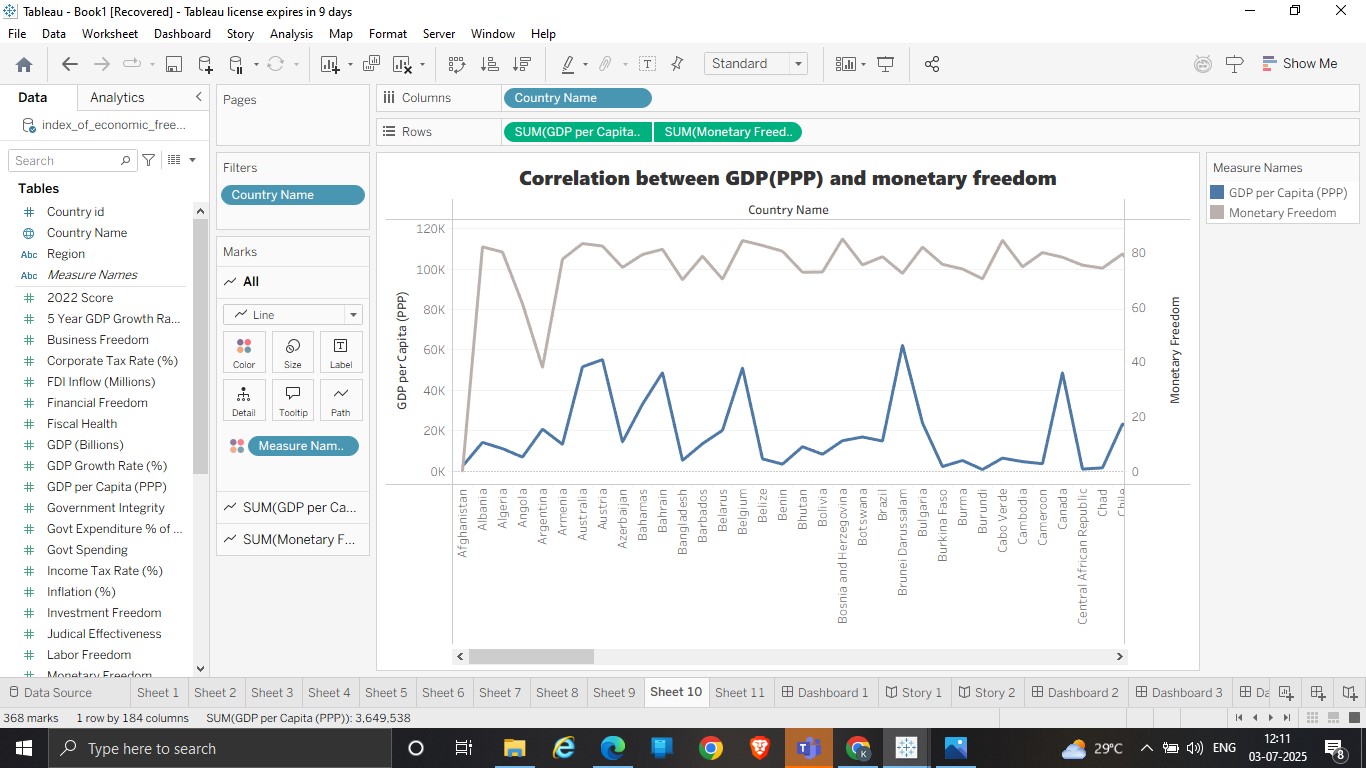 Tableau - Book1 [Recovered] - Tableau license expires in 9 days
File Data Worksheet Dashboard Story Analysis Map Format Server Window Help
Standard
Show Me
Data Analytics
index_of_economic_free...
Search
Tables
Country id
Country Name
Abc Region
Abc Measure Names
2022 Score
5 Year GDP Growth Ra...
Business Freedom
Corporate Tax Rate (%)
FDI Inflow (Millions)
Financial Freedom
Fiscal Health
GDP (Billions)
GDP Growth Rate (%)
GDP per Capita (PPP)
Government Integrity
Govt Expenditure % of ...
Govt Spending
Income Tax Rate (%)
Inflation (%)
Investment Freedom
Judical Effectiveness
Labor Freedom
Monetary Freedom
Pages
Filters
Country Name
Marks
All
Line
Color Size Label
Detail Tooltip Path
Measure Nam..
SUM(GDP per Ca...
SUM(Monetary F...
Columns Country Name
Rows SUM(GDP per Capita.. SUM(Monetary Freed..
Correlation between GDP(PPP) and monetary freedom
Country Name
GDP per Capita (PPP)
120K
100K
80K
60K
40K
20K
0K
80
60
40
20
0
Monetary Freedom
Afghanistan
Albania
Algeria
Angola
Argentina
Armenia
Australia
Austria
Azerbaijan
Bahamas
Bahrain
Bangladesh
Barbados
Belarus
Belgium
Belize
Benin
Bhutan
Bolivia
Bosnia and Herzegovina
Botswana
Brazil
Brunei Darussalam
Bulgaria
Burkina Faso
Burma
Burundi
Cabo Verde
Cambodia
Cameroon
Canada
Central African Republic
Chad
Chile
Measure Names
GDP per Capita (PPP)
Monetary Freedom
Data Source Sheet 1 Sheet 2 Sheet 3 Sheet 4 Sheet 5 Sheet 6 Sheet 7 Sheet 8 Sheet 9 Sheet 10 Sheet 11 Dashboard 1 Story 1 Story 2 Dashboard 2 Dashboard 3 Da
368 marks 1 row by 184 columns SUM(GDP per Capita (PPP)): 3,649,538
Type here to search
29°C ENG
12:11
03-07-2025
8